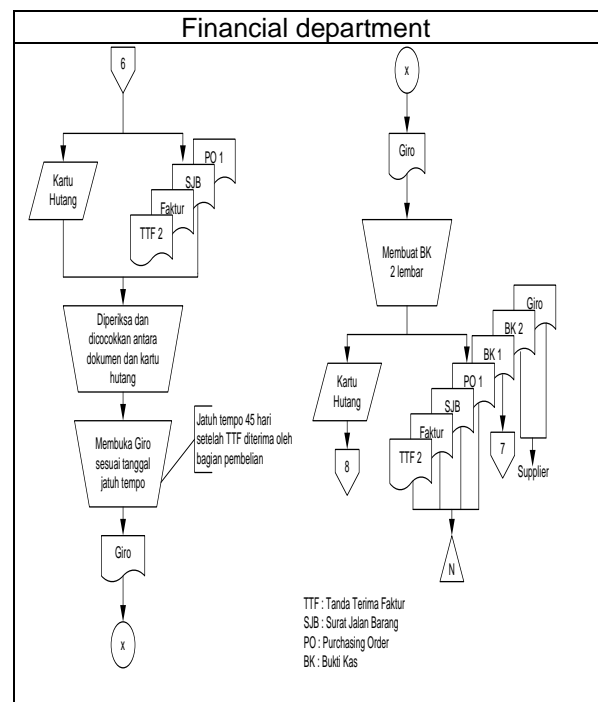 Financial department
6
Kartu
Hutang
PO 1
SJB
Faktur
TTF 2
Diperiksa dan
dicocokkan antara
dokumen dan kartu
hutang
Membuka Giro
sesuai tanggal
jatuh tempo
Jatuh tempo 45 hari
setelah TTF diterima oleh
bagian pembelian
Giro
x
x
Giro
Membuat BK
2 lembar
Kartu
Hutang
8
Giro
BK 2
BK 1
PO 1
SJB
Faktur
TTF 2
7
Supplier
N
TTF : Tanda Terima Faktur
SJB : Surat Jalan Barang
PO : Purchasing Order
BK : Bukti Kas